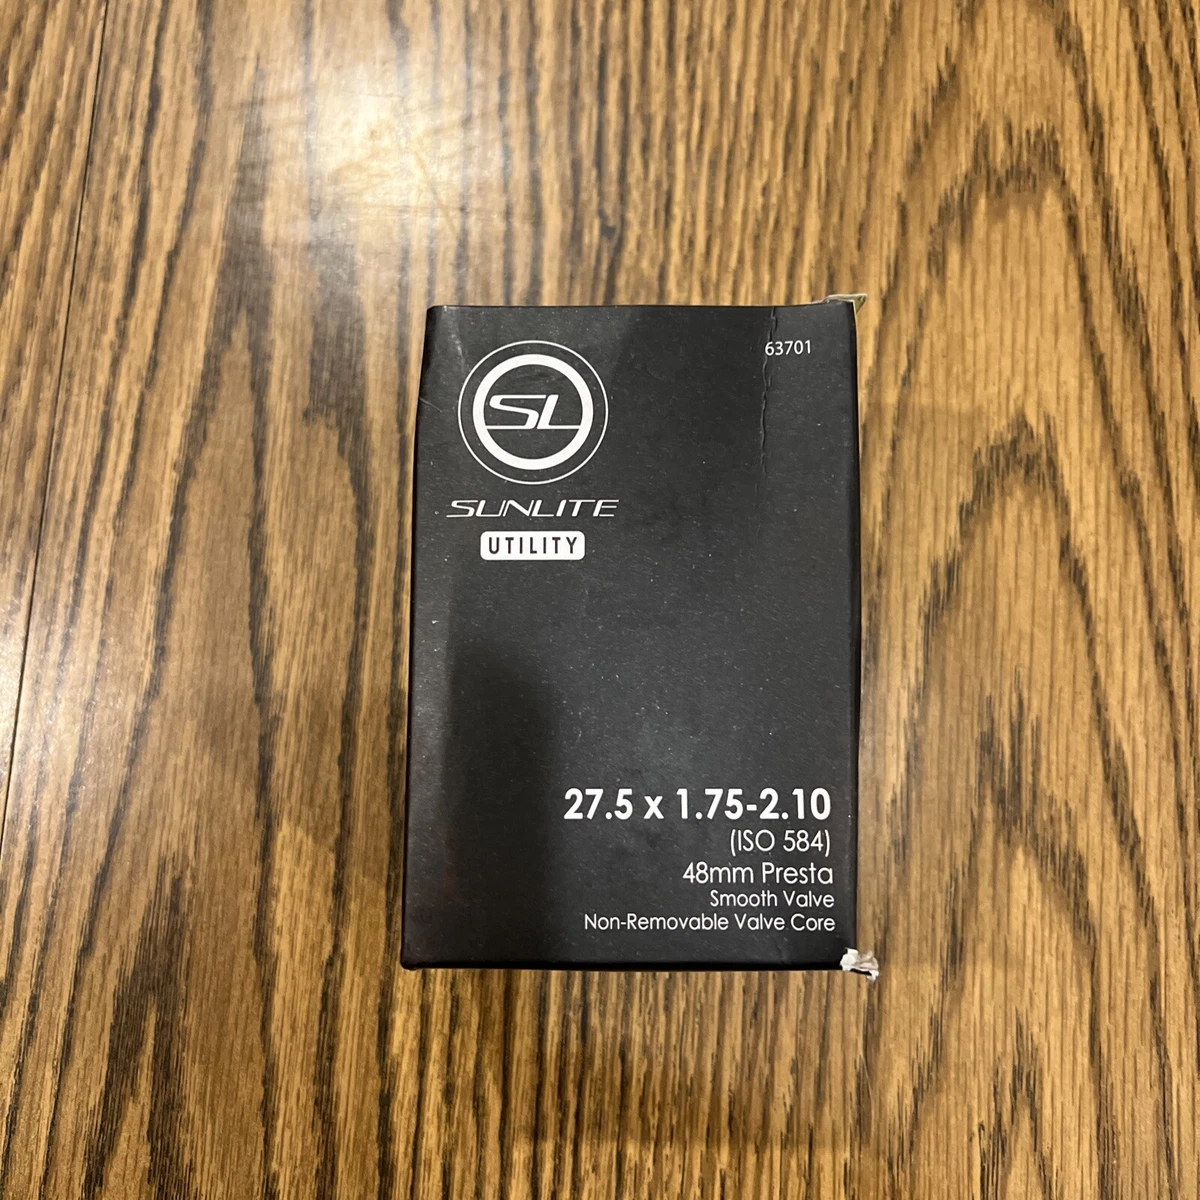 63701
SL
SUNLITE
UTILITY
27.5 x 1.75-2.10
(ISO 584)
48mm Presta
Smooth Valve
Non-Removable Valve Core